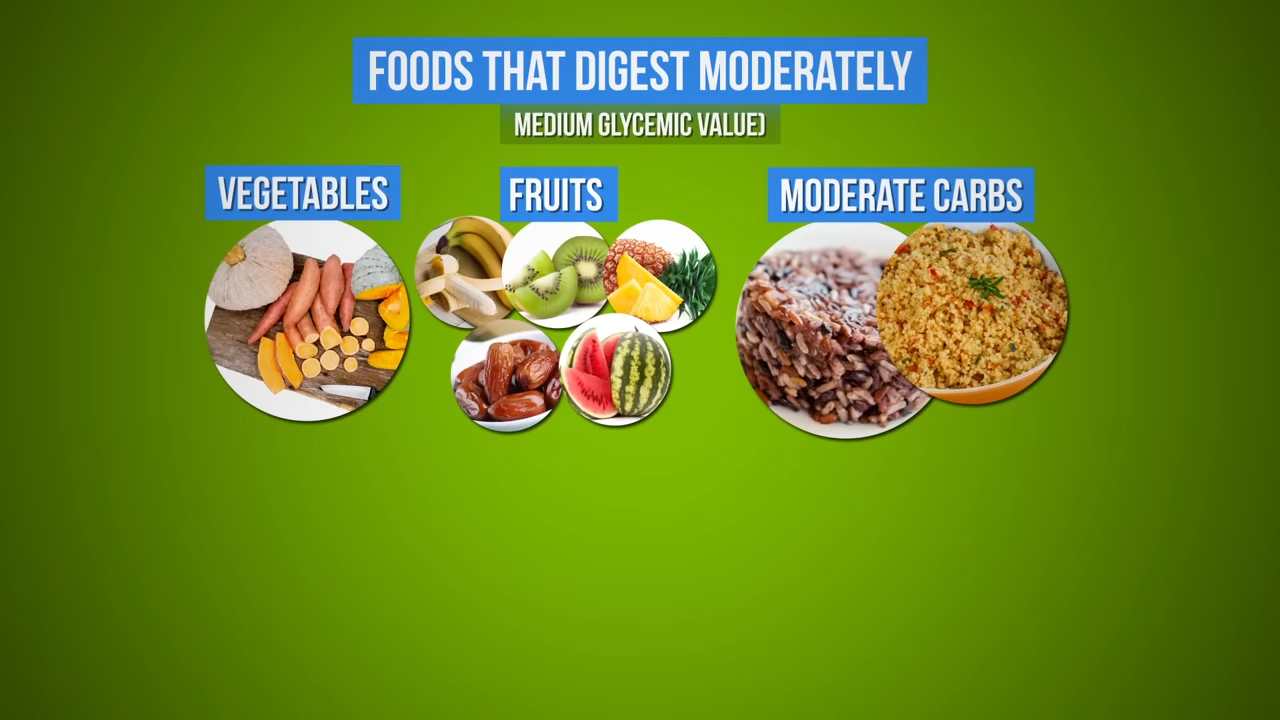 FOODS THAT DIGEST MODERATELY
MEDIUM GLYCEMIC VALUE)
VEGETABLES
FRUITS
MODERATE CARBS